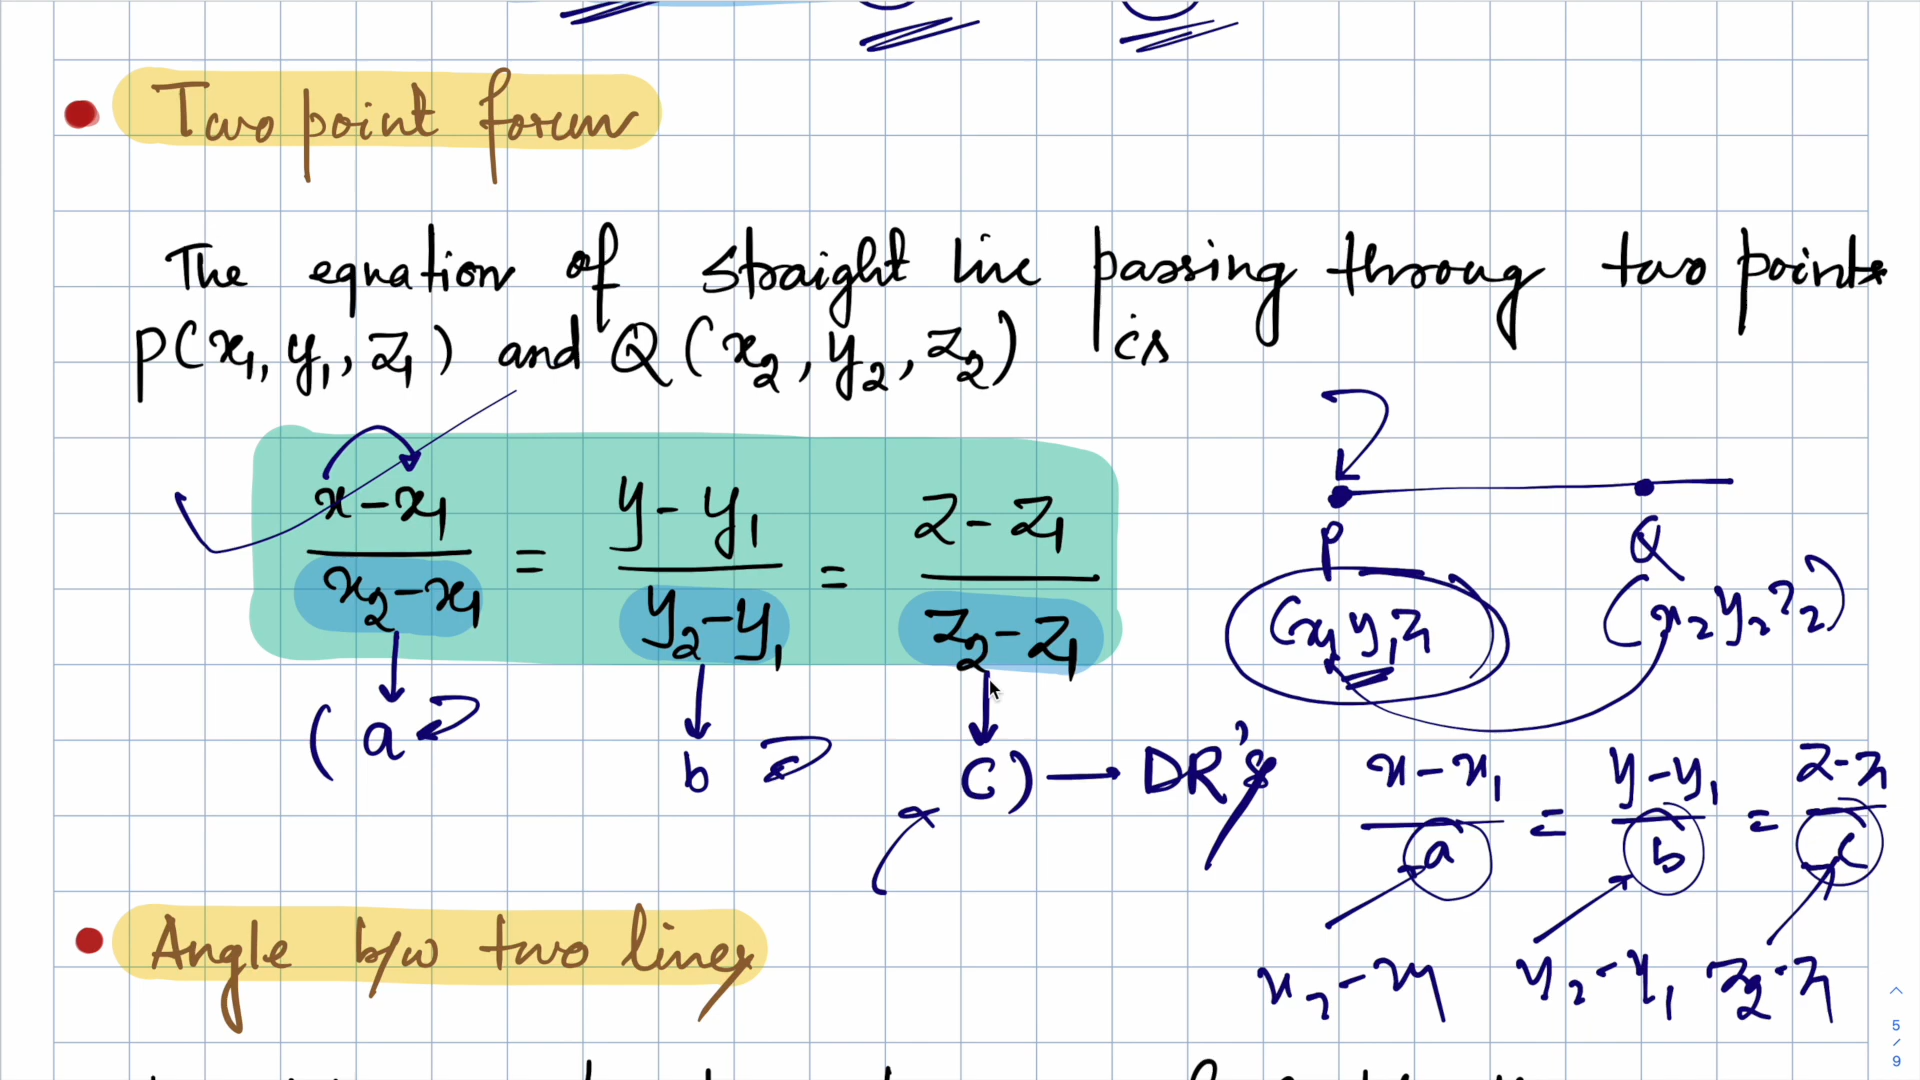 Two point form
The equation of straight line passing throug two points
P(x₁, y₁, z₁) and Q (x₂, y₂, z₂) is
(x - x₁)/(x₂ - x₁) = (y - y₁)/(y₂ - y₁) = (z - z₁)/(z₂ - z₁)
(a b c) → DR's
P Q
(x₁ y₁ z₁ (x₂ y₂ z₂)
(x - x₁)/a = (y - y₁)/b = (z - z₁)/c
x₂ - x₁ y₂ - y₁ z₂ - z₁
Angle b/w two lines
5 / 9